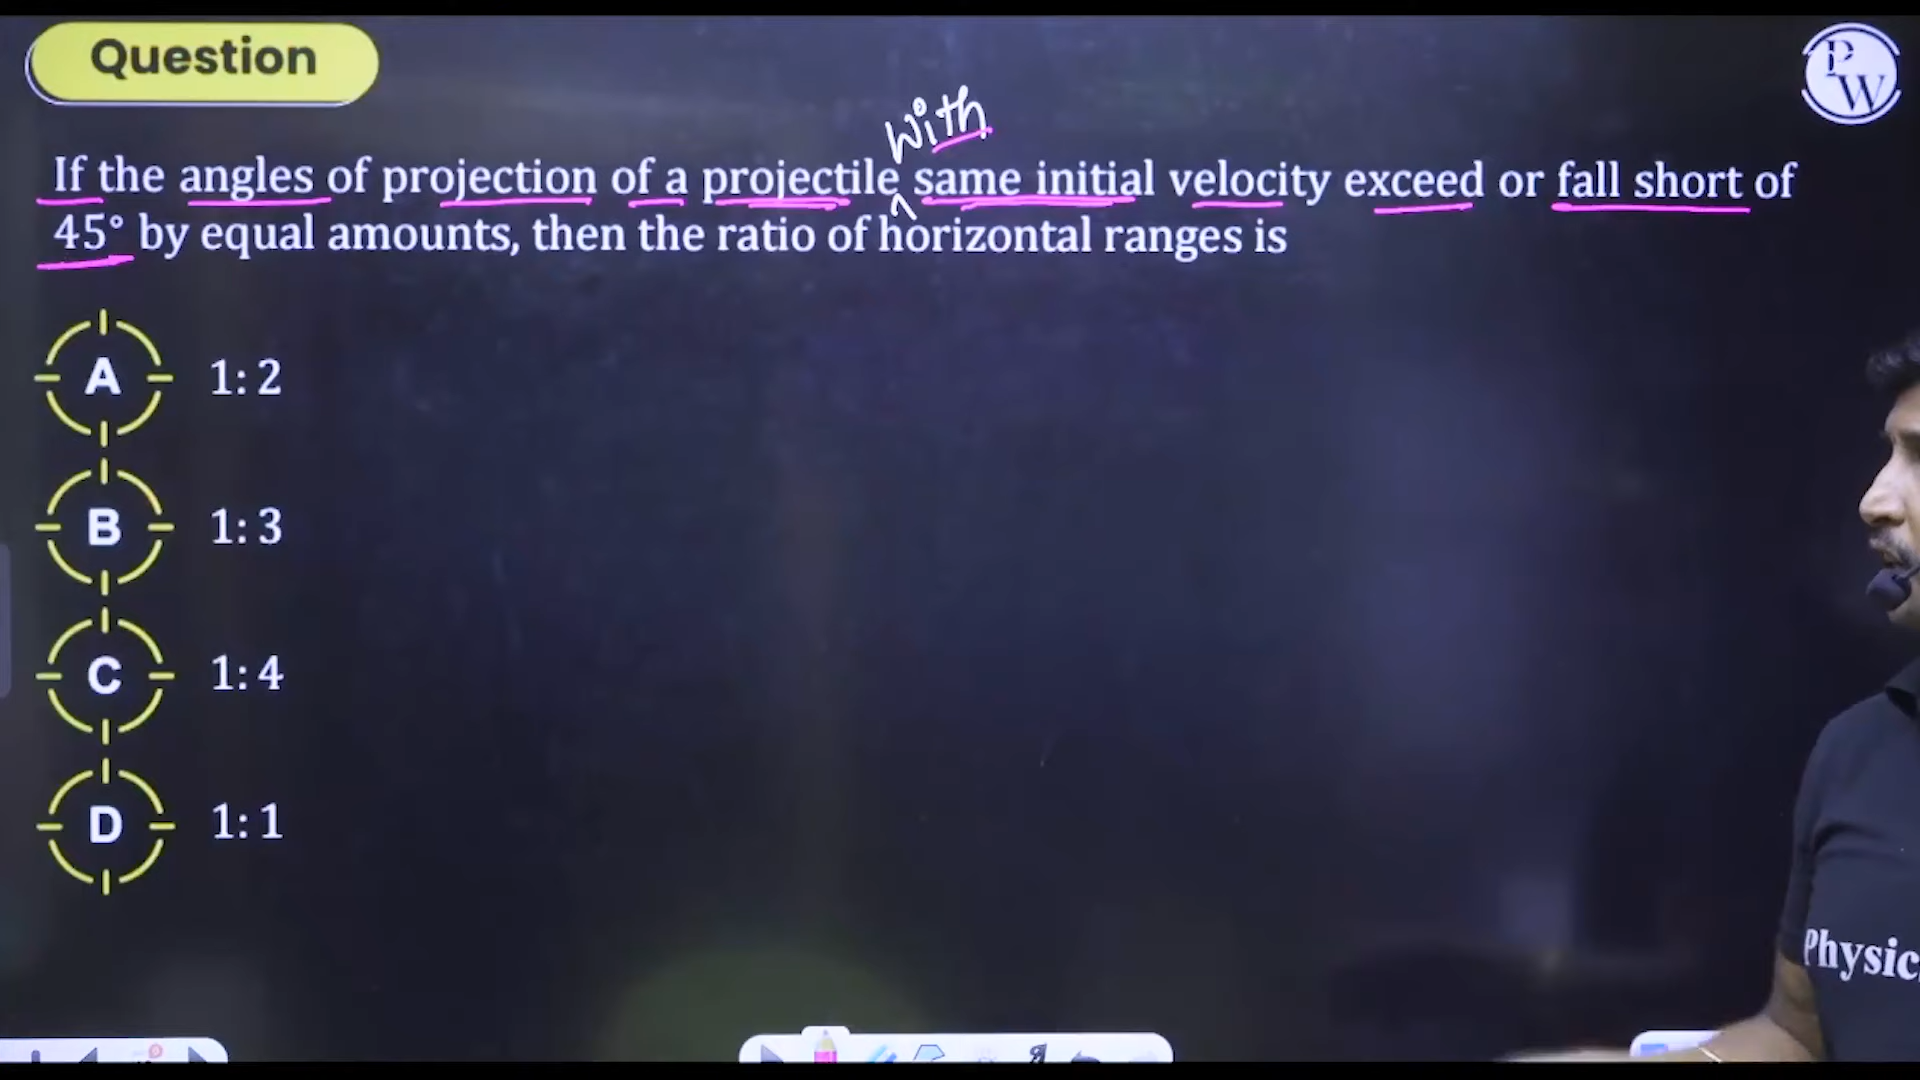 Question
PW
with
If the angles of projection of a projectile same initial velocity exceed or fall short of
45° by equal amounts, then the ratio of horizontal ranges is
A 1: 2
B 1: 3
C 1: 4
D 1: 1
Physic